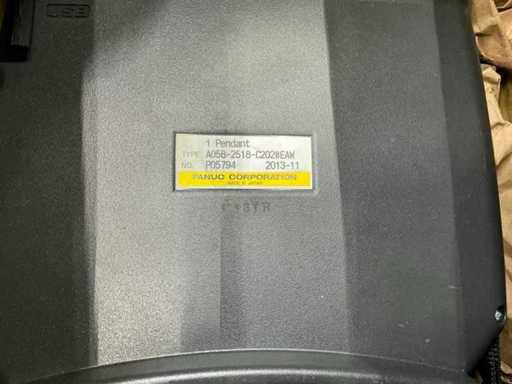 USB
i Pendant
TYPE A05B-2518-C202#EAW
NO. P05794 2013-11
FANUC CORPORATION
MADE IN JAPAN